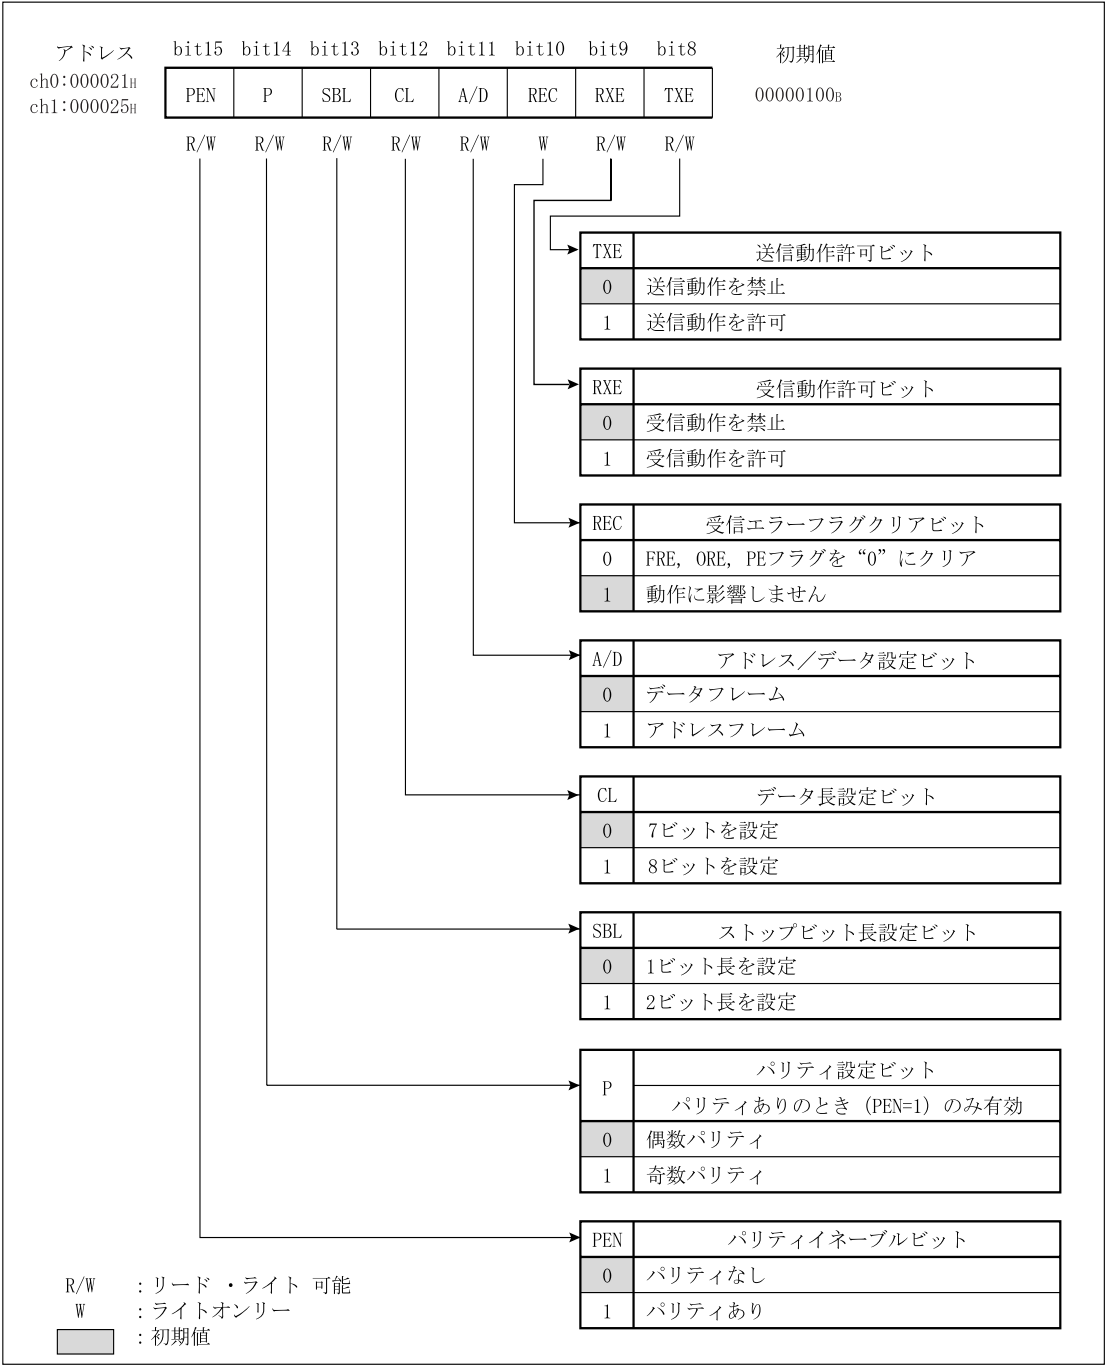 アドレス bit15 bit14 bit13 bit12 bit11 bit10 bit9 bit8 初期値
ch0:000021H
ch1:000025H
PEN P SBL CL A/D REC RXE TXE 00000100B
R/W R/W R/W R/W R/W W R/W R/W
TXE 送信動作許可ビット
0 送信動作を禁止
1 送信動作を許可
RXE 受信動作許可ビット
0 受信動作を禁止
1 受信動作を許可
REC 受信エラーフラグクリアビット
0 FRE, ORE, PEフラグを“0”にクリア
1 動作に影響しません
A/D アドレス／データ設定ビット
0 データフレーム
1 アドレスフレーム
CL データ長設定ビット
0 7ビットを設定
1 8ビットを設定
SBL ストップビット長設定ビット
0 1ビット長を設定
1 2ビット長を設定
P パリティ設定ビット
パリティありのとき（PEN=1）のみ有効
0 偶数パリティ
1 奇数パリティ
PEN パリティイネーブルビット
0 パリティなし
1 パリティあり
R/W ：リード ・ライト 可能
W ：ライトオンリー
：初期値